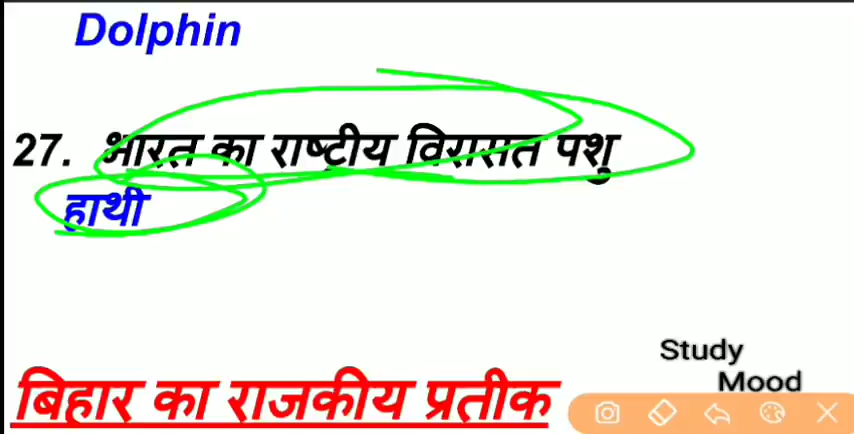 Dolphin
27. भारत का राष्ट्रीय विरासत पशु
हाथी
Study
Mood
बिहार का राजकीय प्रतीक